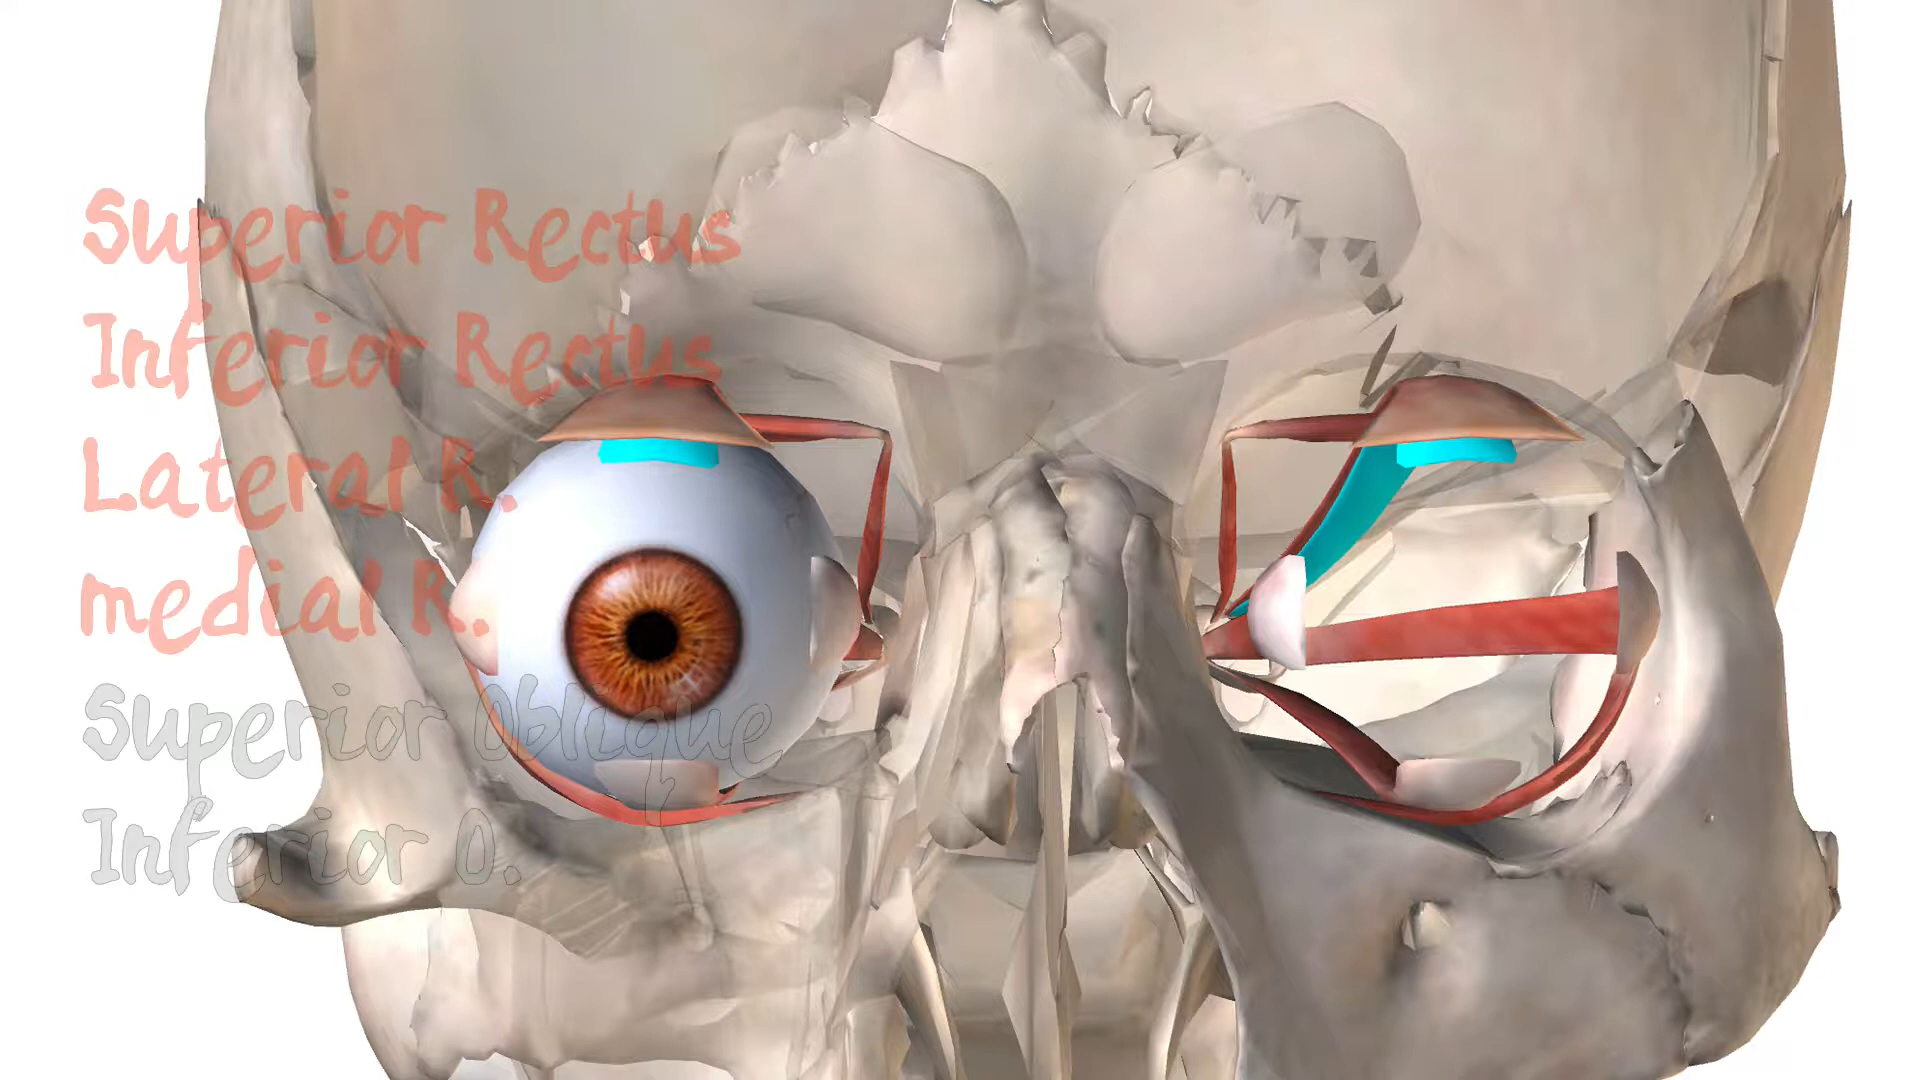 Superior Rectus
Inferior Rectus
Lateral R.
medial R.
Superior Oblique
Inferior O.